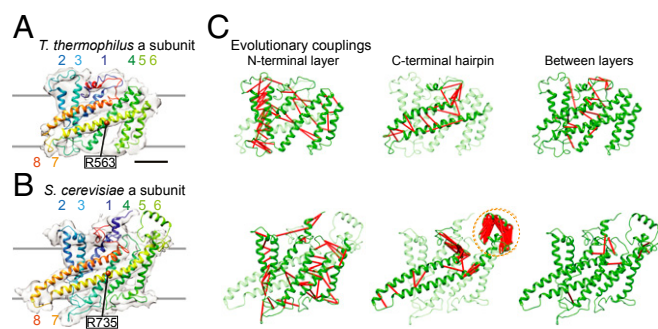 A
T. thermophilus a subunit
2 3 1 4 5 6
8 7
R563
B
S. cerevisiae a subunit
2 3 1 4 5 6
8 7
R735
C
Evolutionary couplings
N-terminal layer
C-terminal hairpin
Between layers